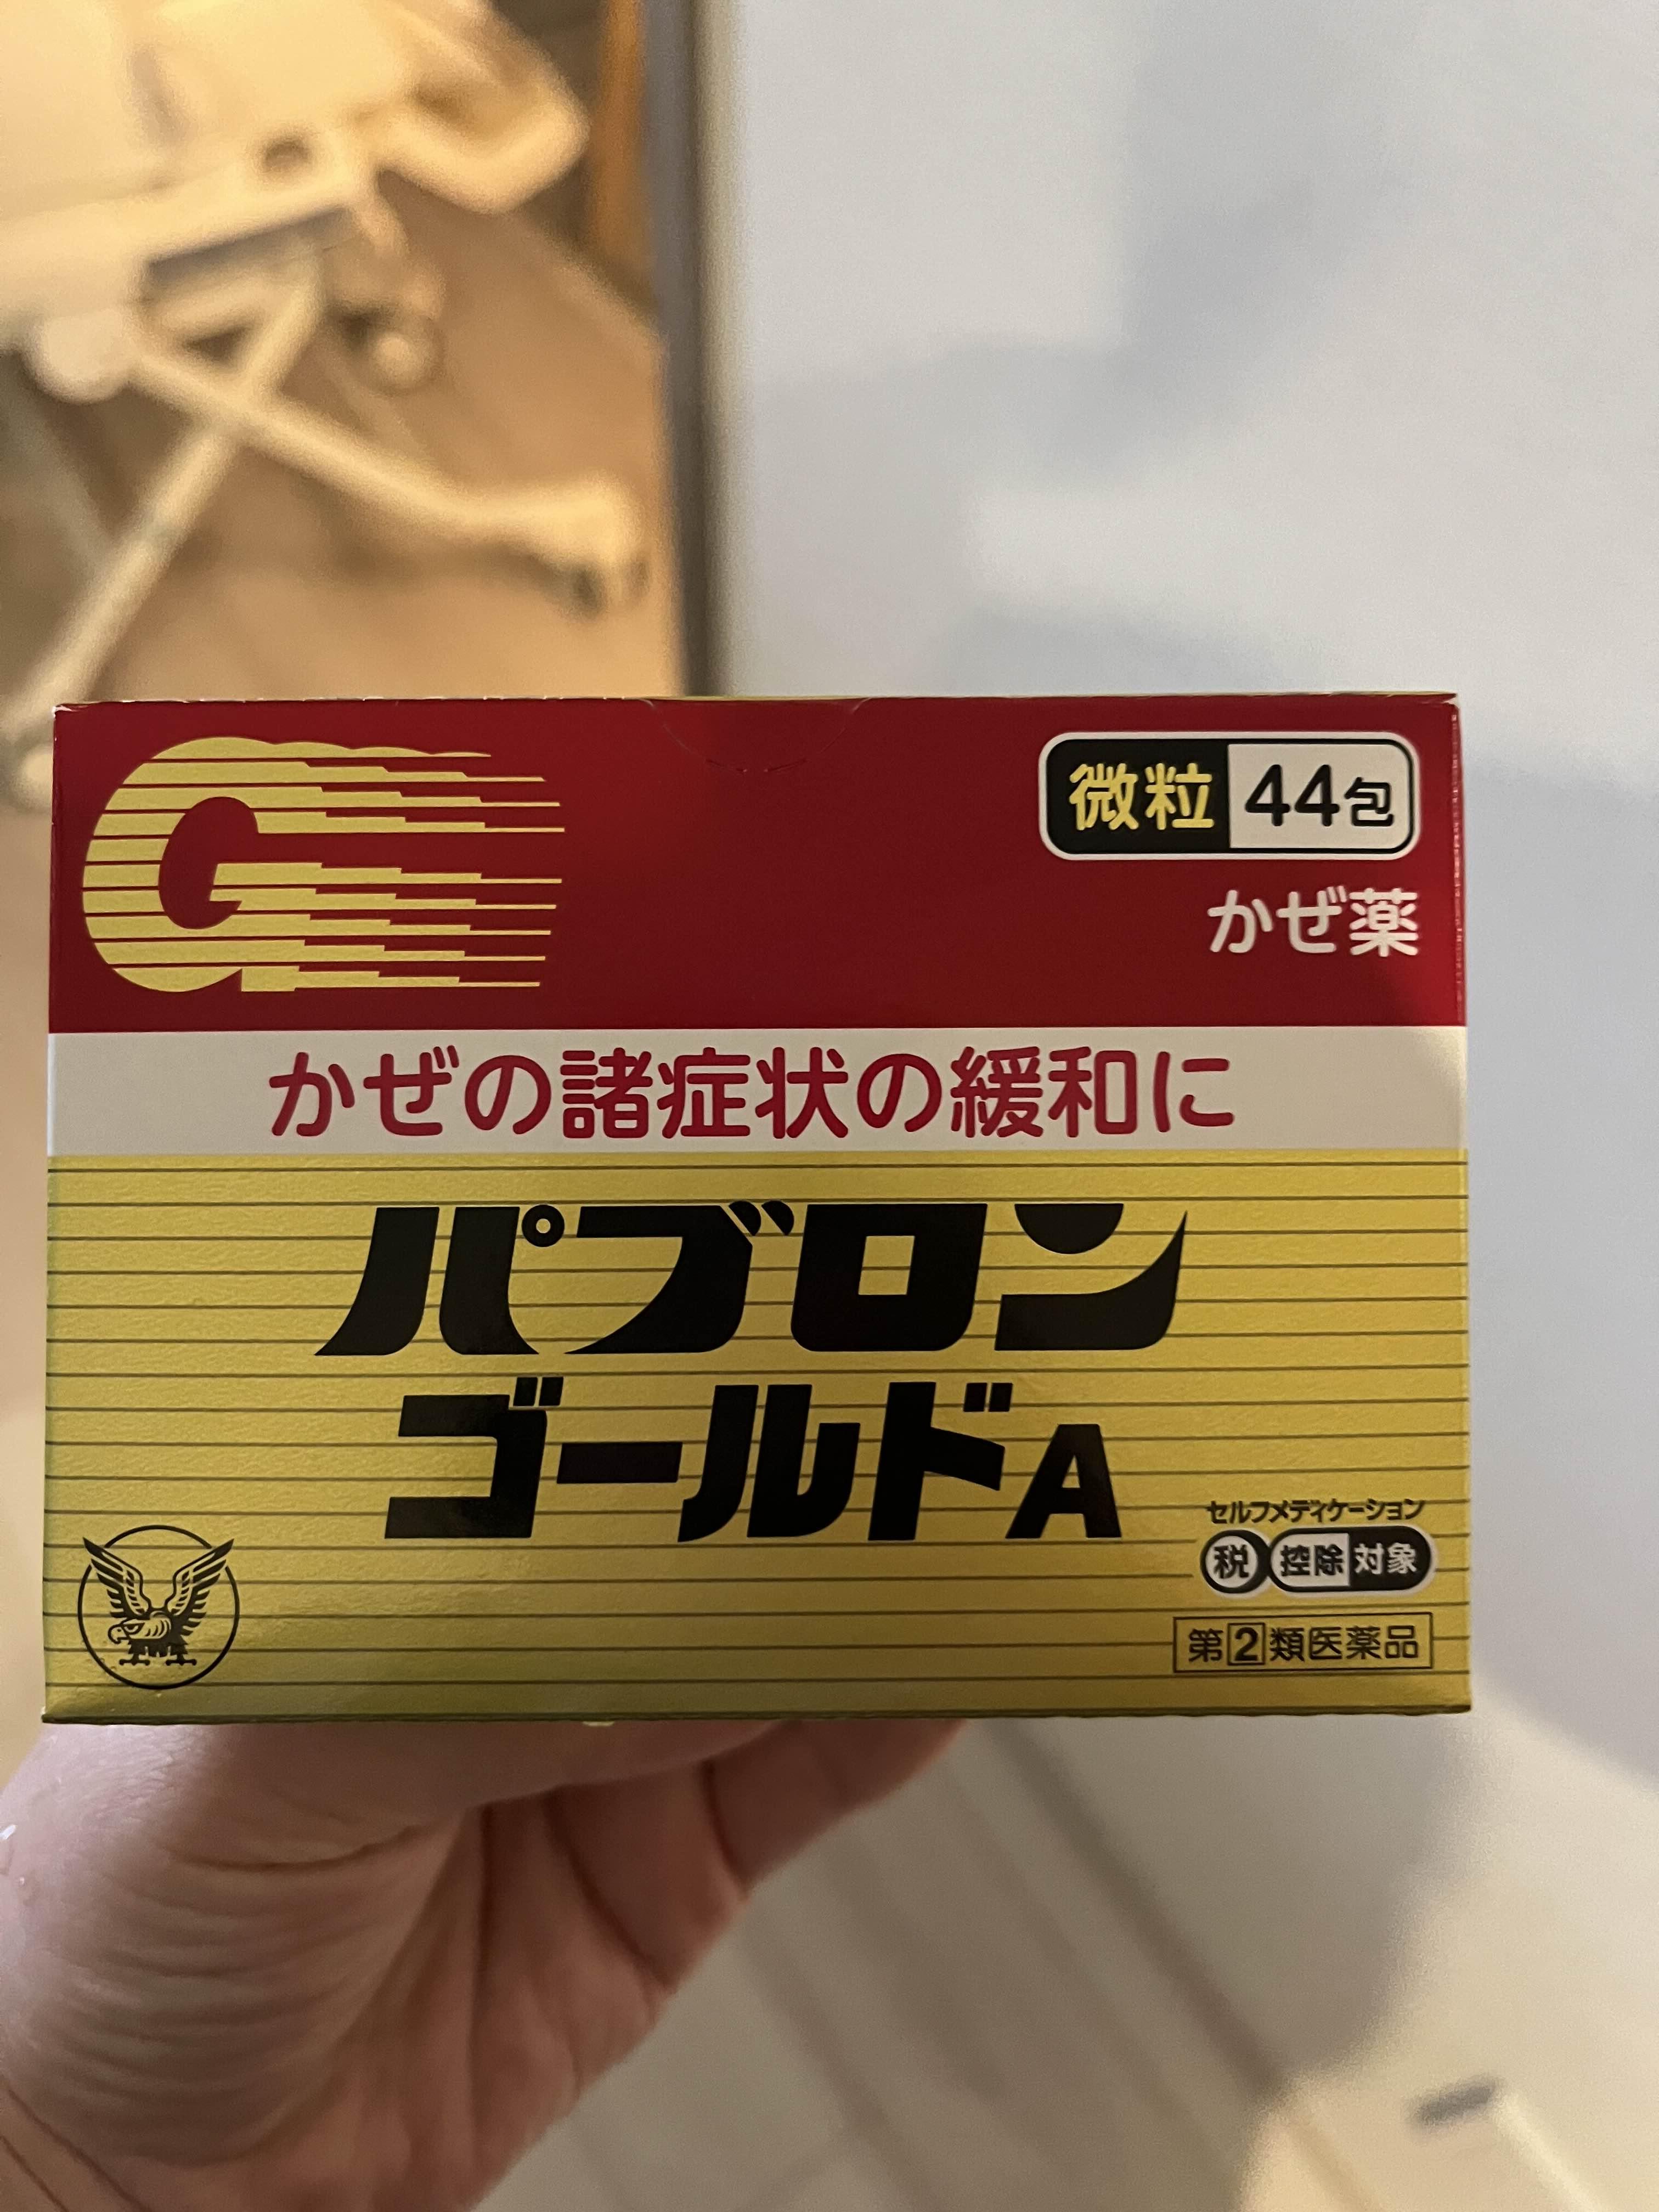 G
微粒 44包
かぜ薬
かぜの諸症状の緩和に
パブロン
ゴールドA
セルフメディケーション
税 控除対象
第2類医薬品